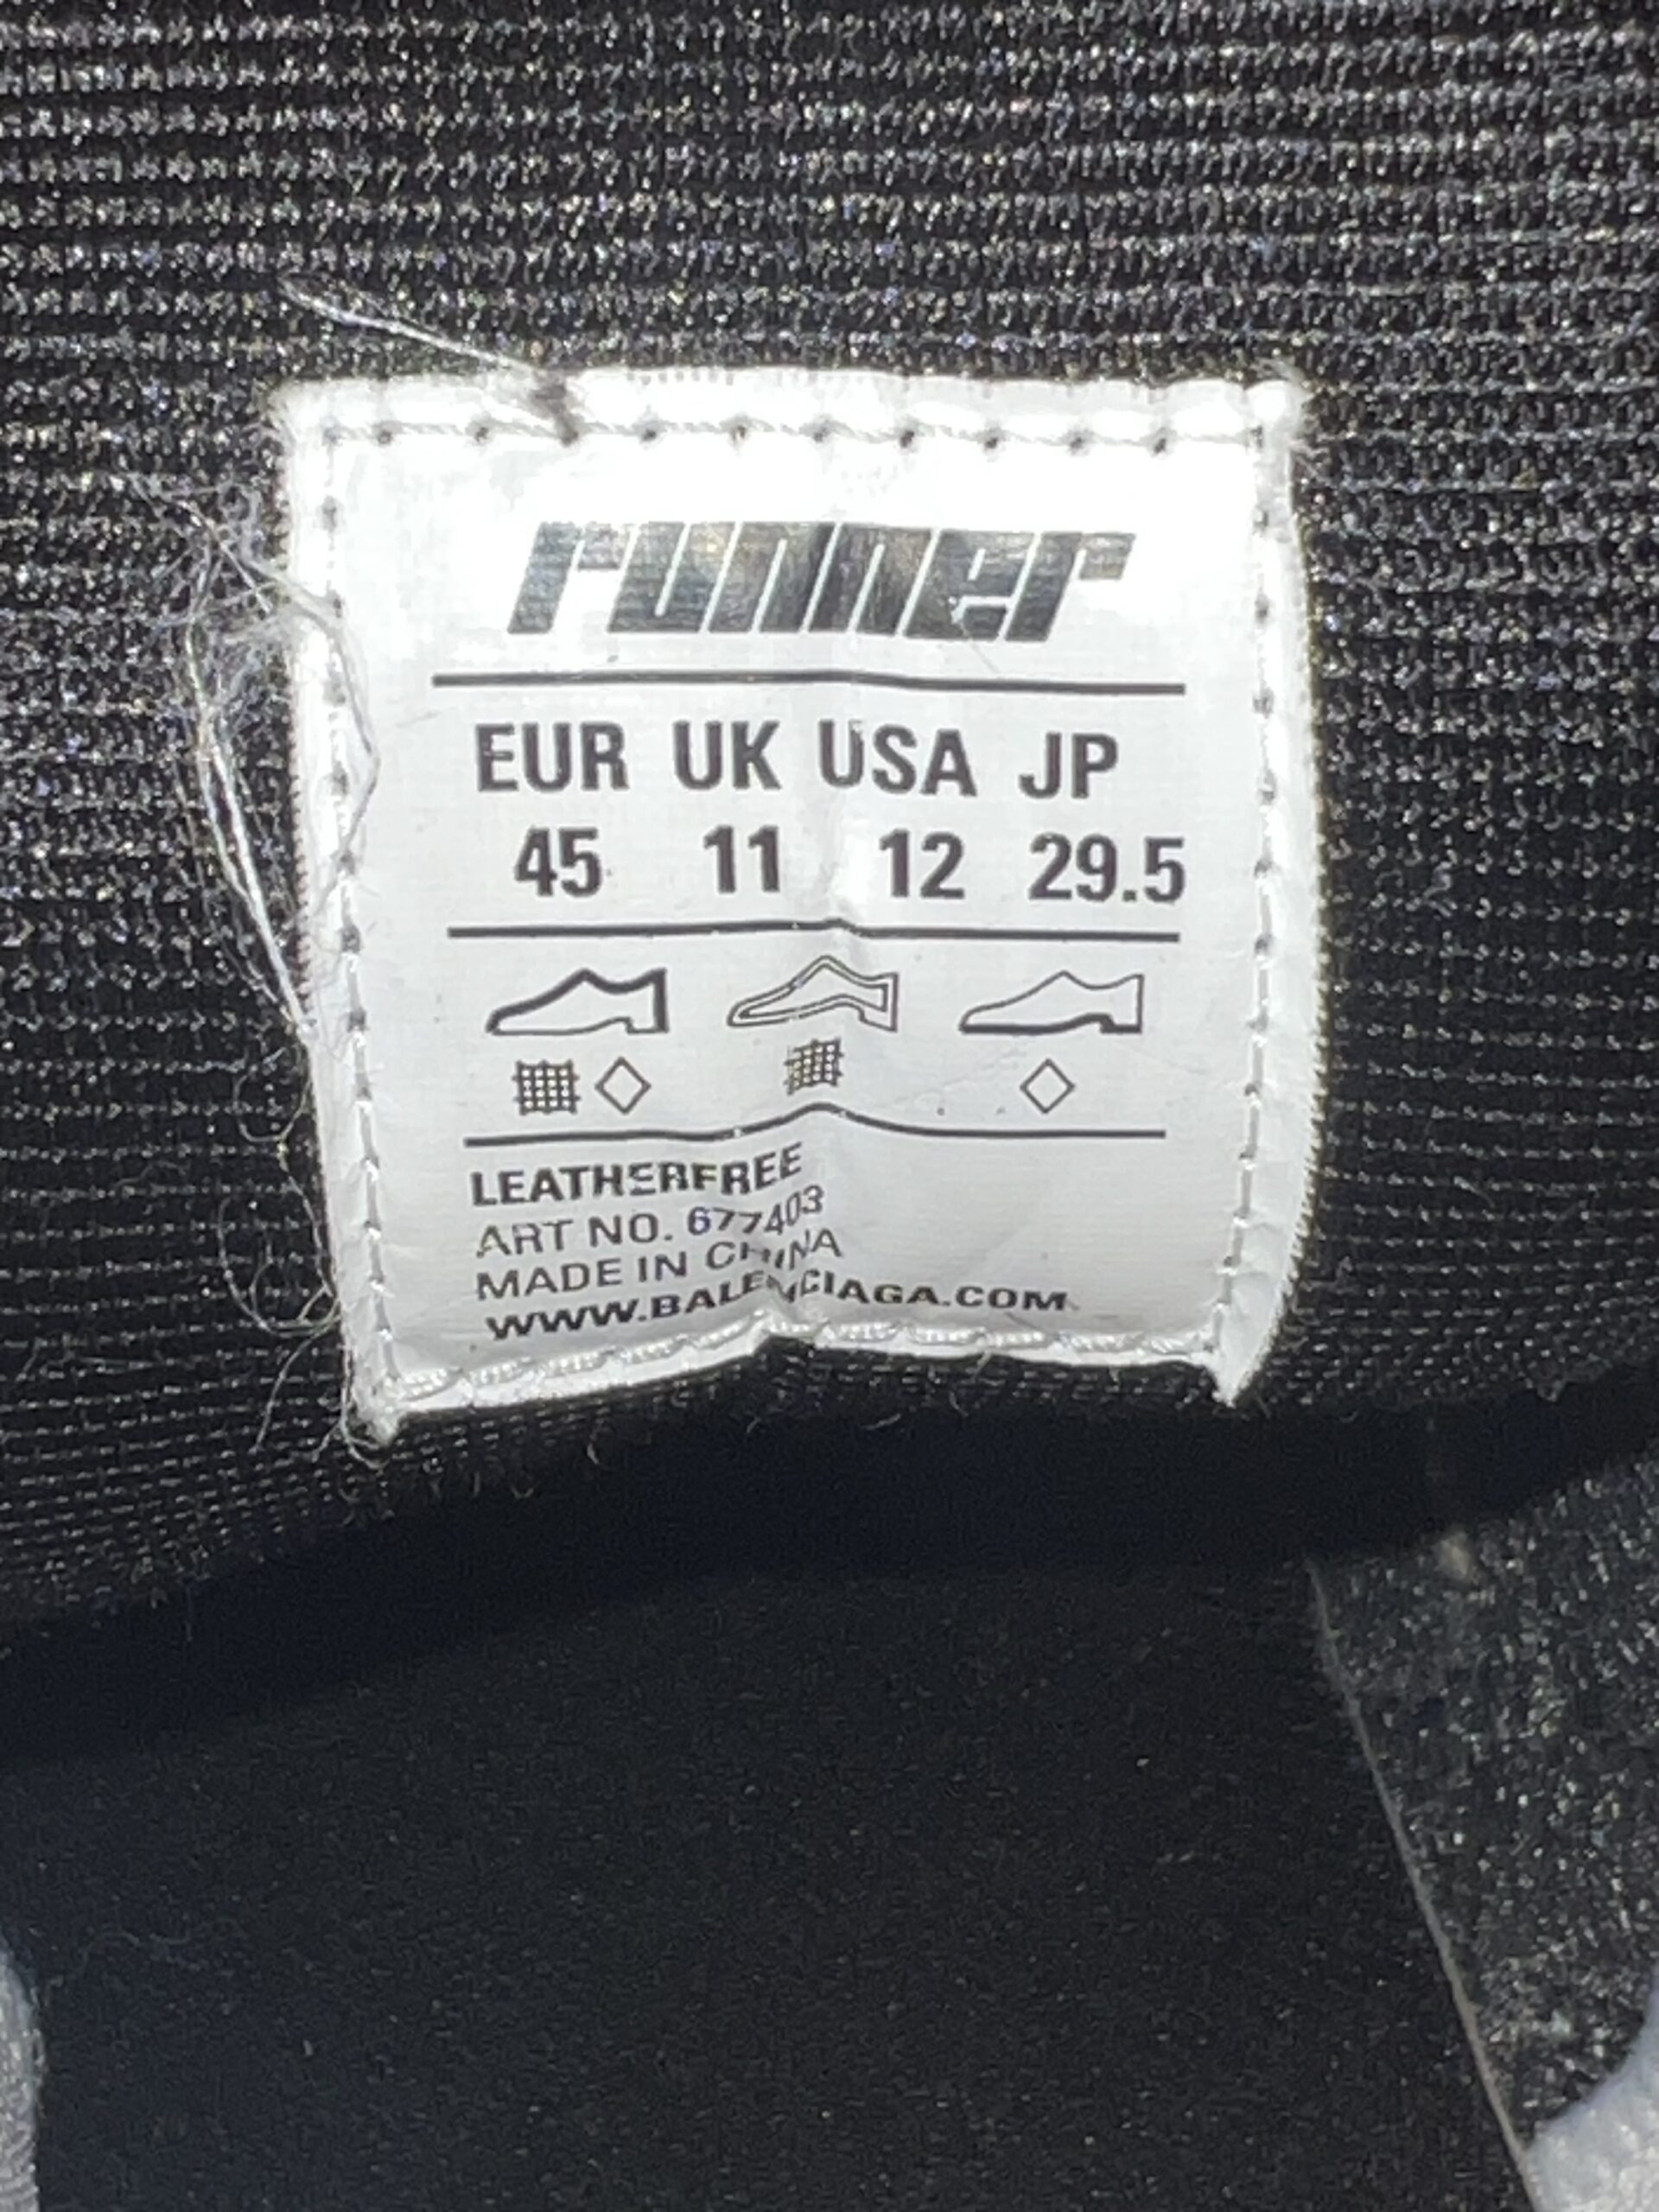 runner
EUR UK USA JP
45 11 12 29.5
LEATHERFREE
ART NO. 677403
MADE IN CHINA
WWW.BALENCIAGA.COM